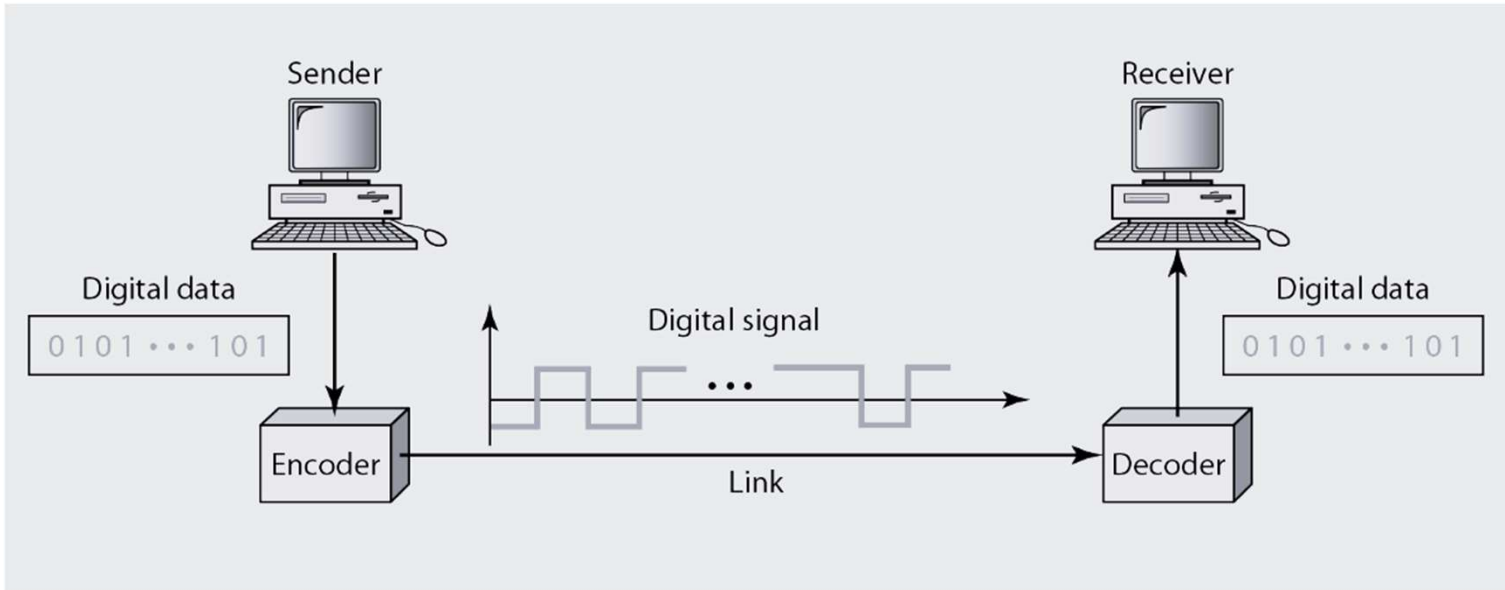 Sender
Receiver
Digital data
0101 ••• 101
Digital signal
•••
Digital data
0101 ••• 101
Encoder
Link
Decoder